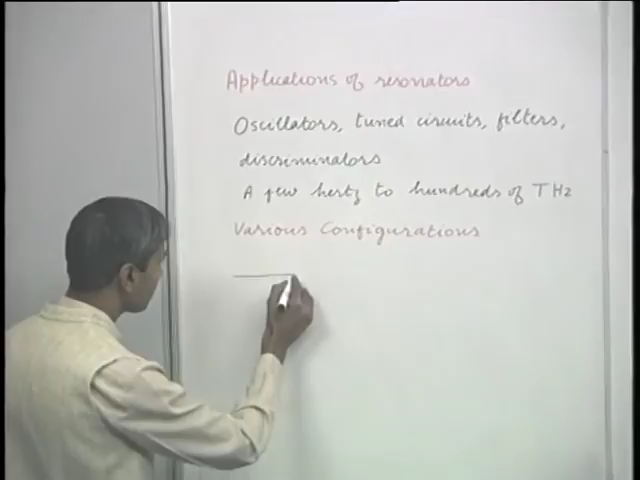 Applications of resonators
Oscillators, tuned circuits, filters,
discriminators
A few hertz to hundreds of THz
Various Configurations